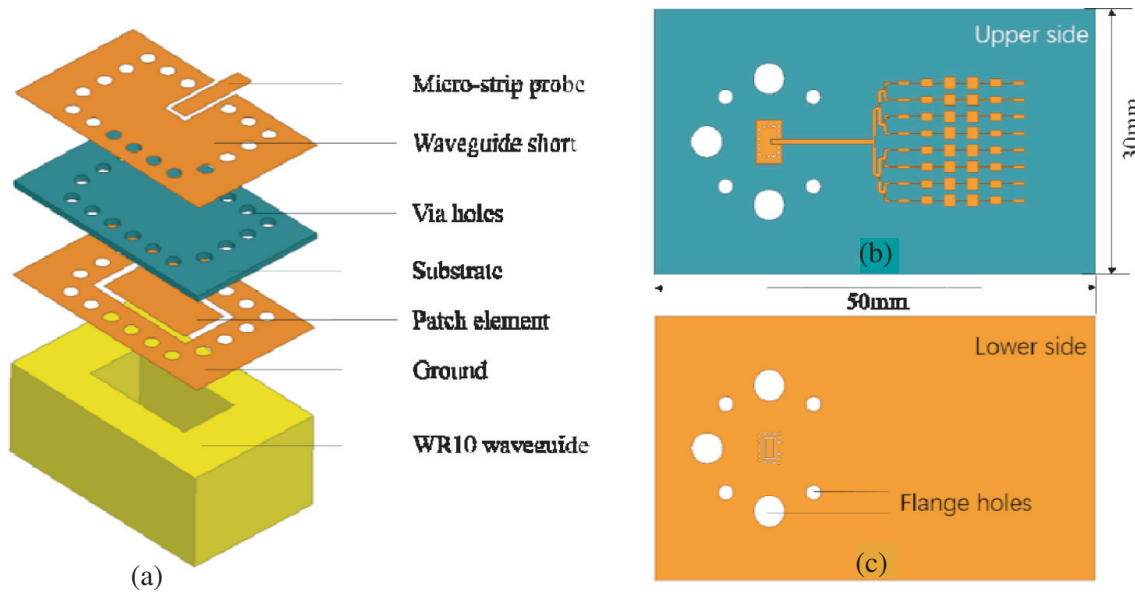 Micro-strip probe
Waveguide short
Via holes
Substrate
Patch element
Ground
WR10 waveguide
(a)
Upper side
30mm
(b)
50mm
Lower side
Flange holes
(c)